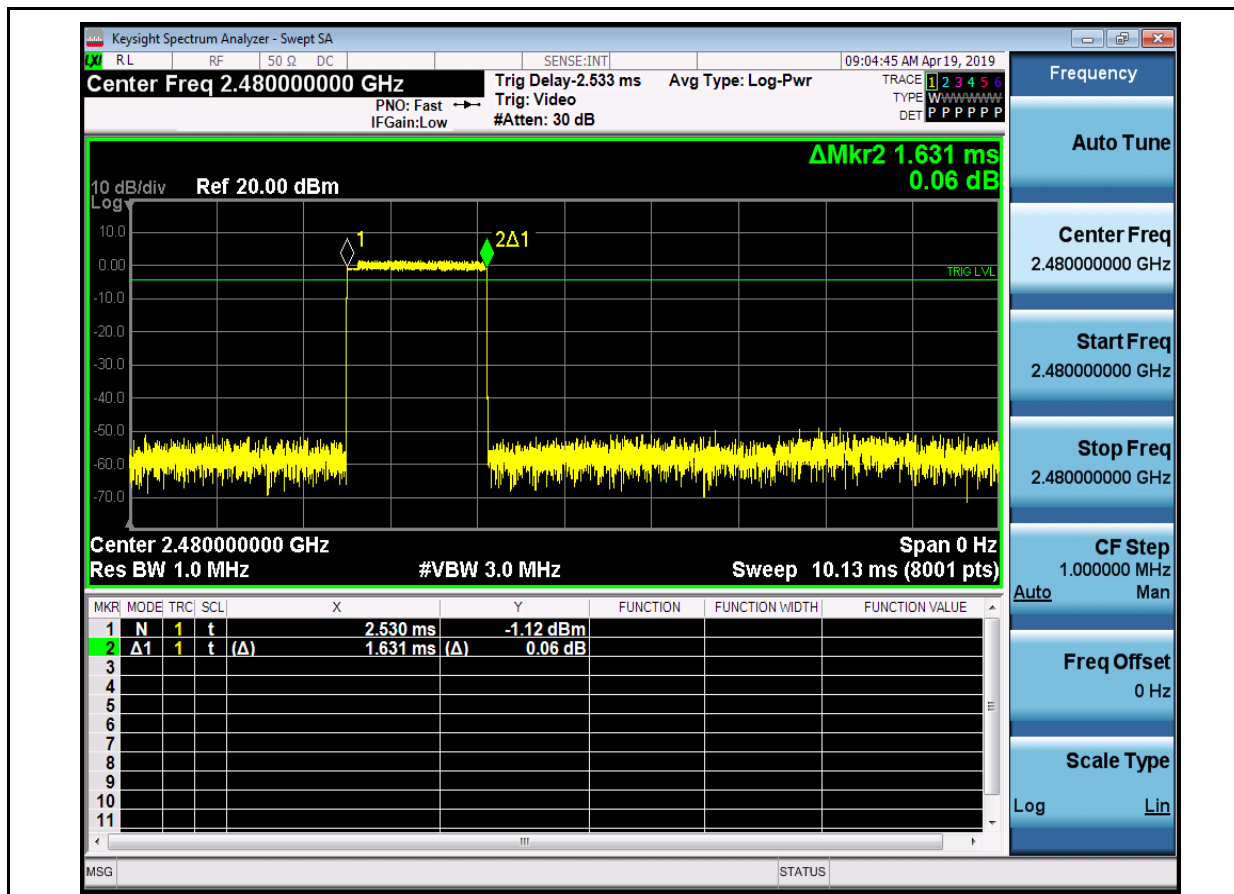 Keysight Spectrum Analyzer - Swept SA
LXI RL RF 50 Ω DC SENSE:INT 09:04:45 AM Apr 19, 2019
Center Freq 2.480000000 GHz
PNO: Fast
IFGain:Low
Trig Delay-2.533 ms
Trig: Video
#Atten: 30 dB
Avg Type: Log-Pwr
TRACE 1 2 3 4 5 6
TYPE WWWWWW
DET P P P P P P
ΔMkr2 1.631 ms
0.06 dB
10 dB/div Ref 20.00 dBm
Log
10.0
0.00
-10.0
-20.0
-30.0
-40.0
-50.0
-60.0
-70.0
1
2Δ1
TRIG LVL
Center 2.480000000 GHz Span 0 Hz
Res BW 1.0 MHz #VBW 3.0 MHz Sweep 10.13 ms (8001 pts)
MKR MODE TRC SCL X Y FUNCTION FUNCTION WIDTH FUNCTION VALUE
1 N 1 t 2.530 ms -1.12 dBm
2 Δ1 1 t (Δ) 1.631 ms (Δ) 0.06 dB
3
4
5
6
7
8
9
10
11
MSG STATUS
Frequency
Auto Tune
Center Freq
2.480000000 GHz
Start Freq
2.480000000 GHz
Stop Freq
2.480000000 GHz
CF Step
1.000000 MHz
Auto Man
Freq Offset
0 Hz
Scale Type
Log Lin